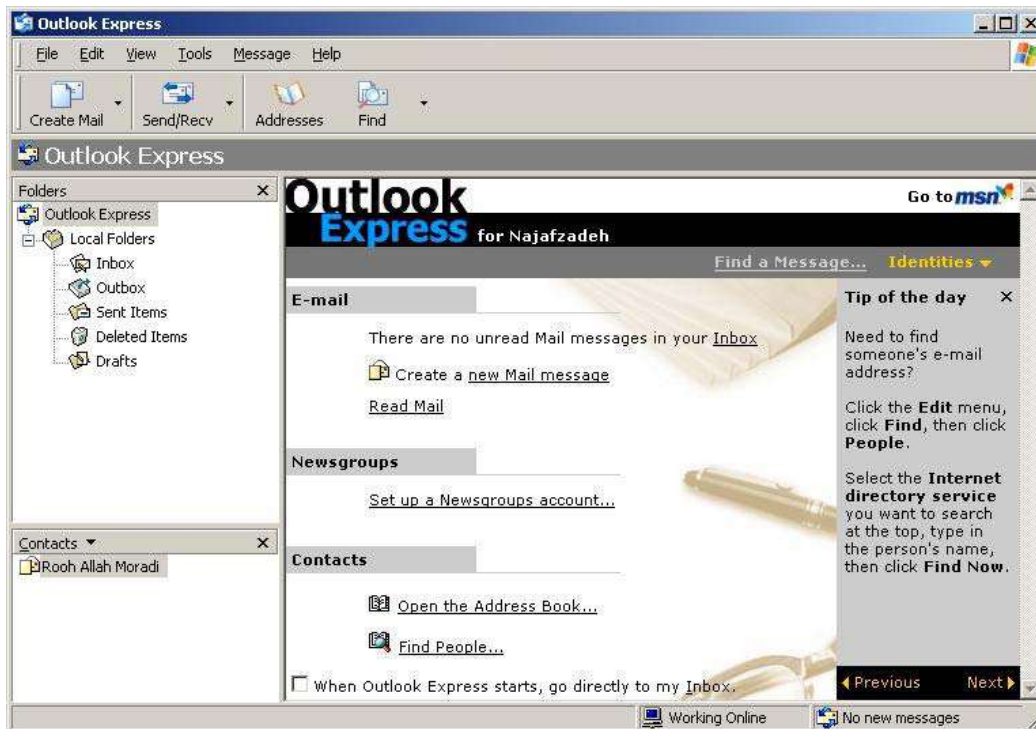 Outlook Express
File Edit View Tools Message Help
Create Mail Send/Recv Addresses Find
Outlook Express
Folders
Outlook Express
Local Folders
Inbox
Outbox
Sent Items
Deleted Items
Drafts
Contacts
Rooh Allah Moradi
Outlook
Express for Najafzadeh
Go to msn
Find a Message... Identities
E-mail
There are no unread Mail messages in your Inbox
Create a new Mail message
Read Mail
Newsgroups
Set up a Newsgroups account...
Contacts
Open the Address Book...
Find People...
When Outlook Express starts, go directly to my Inbox.
Tip of the day
Need to find
someone's e-mail
address?
Click the Edit menu,
click Find, then click
People.
Select the Internet
directory service
you want to search
at the top, type in
the person's name,
then click Find Now.
Previous Next
Working Online No new messages